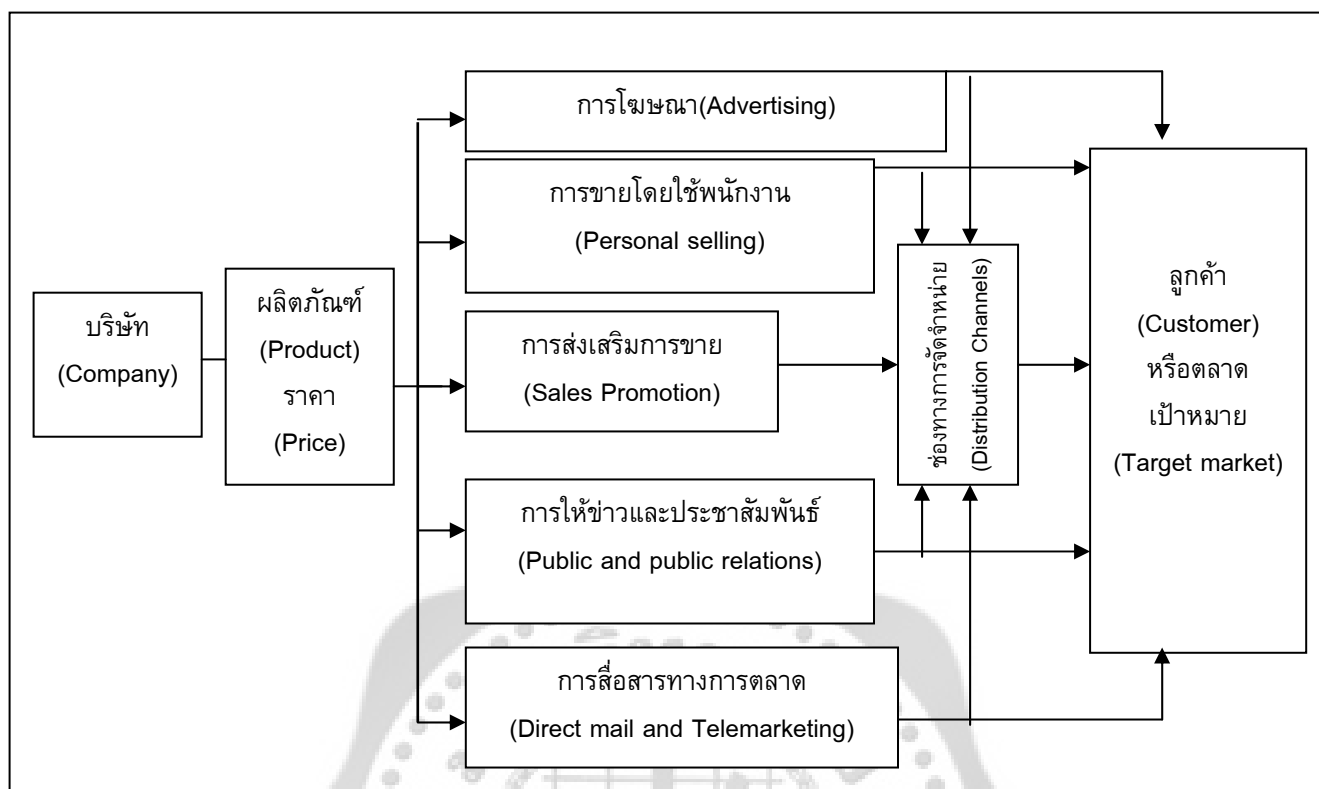 การโฆษณา(Advertising)
การขายโดยใช้พนักงาน
(Personal selling)
บริษัท
(Company)
ผลิตภัณฑ์
(Product)
ราคา
(Price)
การส่งเสริมการขาย
(Sales Promotion)
การให้ข่าวและประชาสัมพันธ์
(Public and public relations)
การสื่อสารทางการตลาด
(Direct mail and Telemarketing)
ช่องทางการจัดจำหน่าย
(Distribution Channels)
ลูกค้า
(Customer)
หรือตลาด
เป้าหมาย
(Target market)